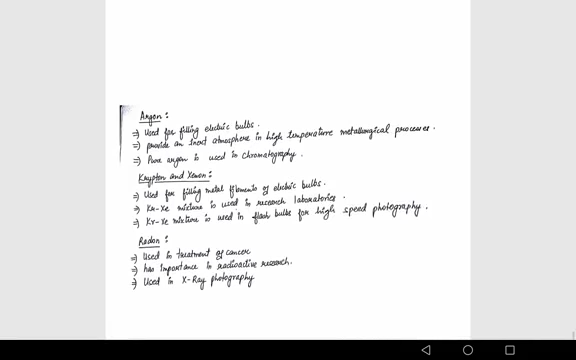 Argon :
=) Used for filling electric bulbs .
=) provide an inert atmosphere in high temperature metallurgical processes .
=) Pure argon is used in Chromatography .
Krypton and Xenon :
=) Used for filling metal filaments of electric bulbs .
=) Kr-Xe mixture is used in research laboratories .
=) Kr-Xe mixture is used in flash bulbs for high speed photography .
Radon :
=) Used in treatment of cancer
=) has importance in radioactive research .
=) Used in X-Ray photography